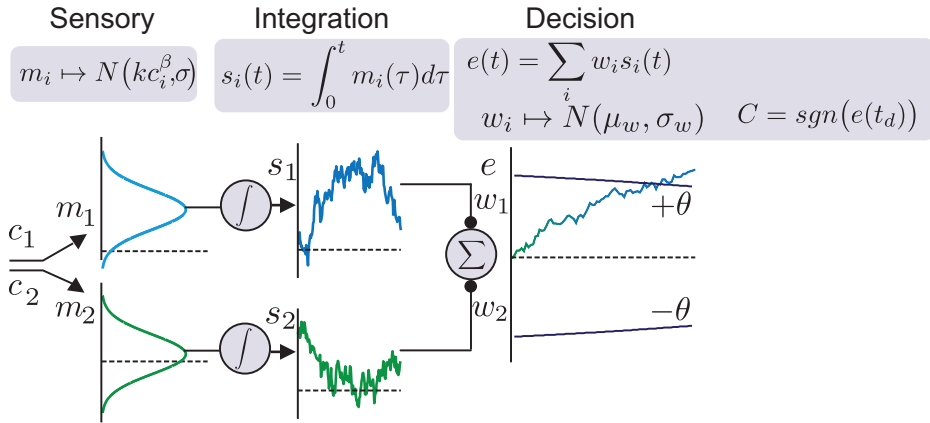 Sensory Integration Decision
m_i ↦ N(kc_i^β, σ)
s_i(t) = ∫_0^t m_i(τ)dτ
e(t) = ∑_i w_i s_i(t)
w_i ↦ N(μ_w, σ_w)
C = sgn(e(t_d))
c_1
c_2
m_1
m_2
∫
∫
s_1
s_2
w_1
∑
w_2
e
+θ
−θ